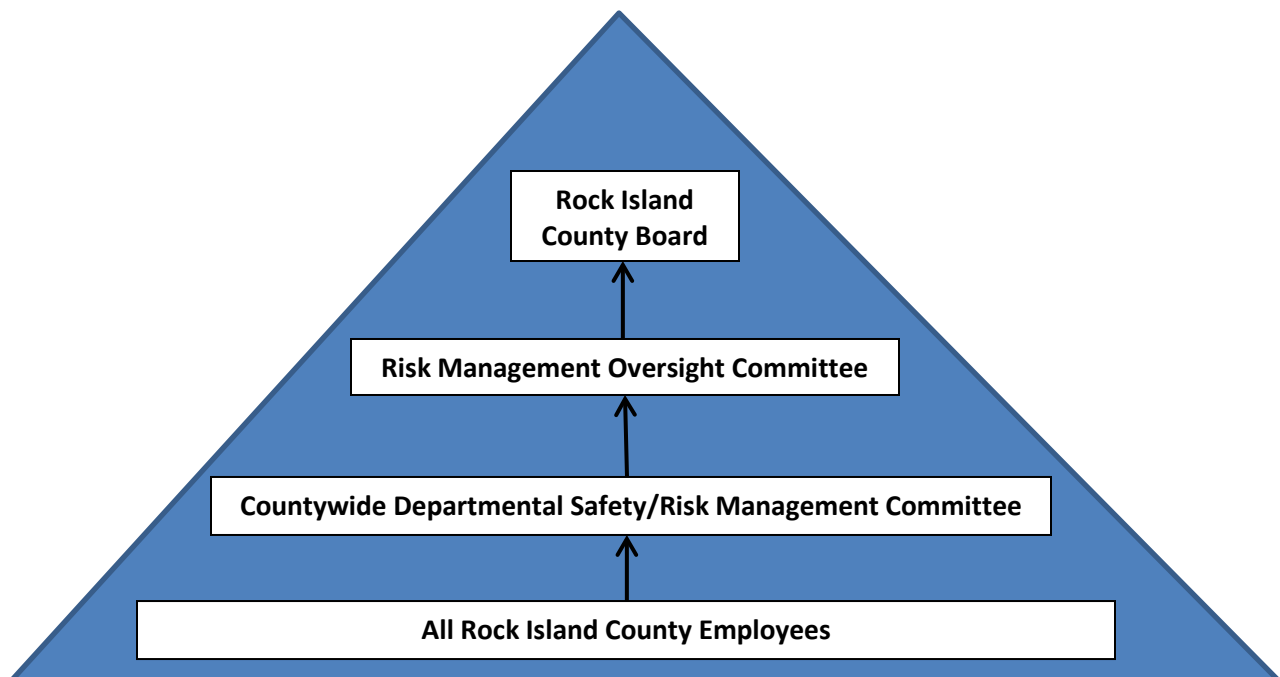 Rock Island
County Board
Risk Management Oversight Committee
Countywide Departmental Safety/Risk Management Committee
All Rock Island County Employees